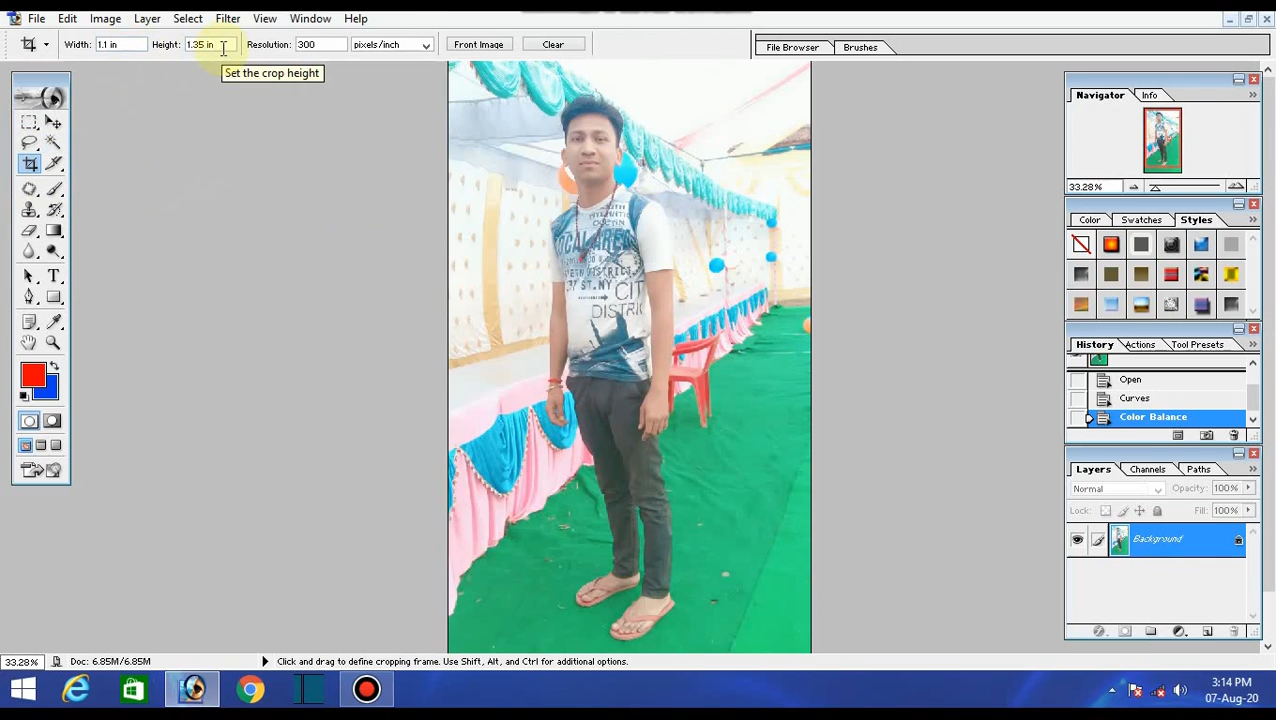 File Edit Image Layer Select Filter View Window Help
Width: 1.1 in Height: 1.35 in Resolution: 300 pixels/inch Front Image Clear File Browser Brushes
Set the crop height
Navigator Info
33.28%
Color Swatches Styles
History Actions Tool Presets
Open
Curves
Color Balance
Layers Channels Paths
Normal Opacity: 100%
Lock: Fill: 100%
Background
CITY
DISTRICT
33.28% Doc: 6.85M/6.85M Click and drag to define cropping frame. Use Shift, Alt, and Ctrl for additional options.
3:14 PM
07-Aug-20